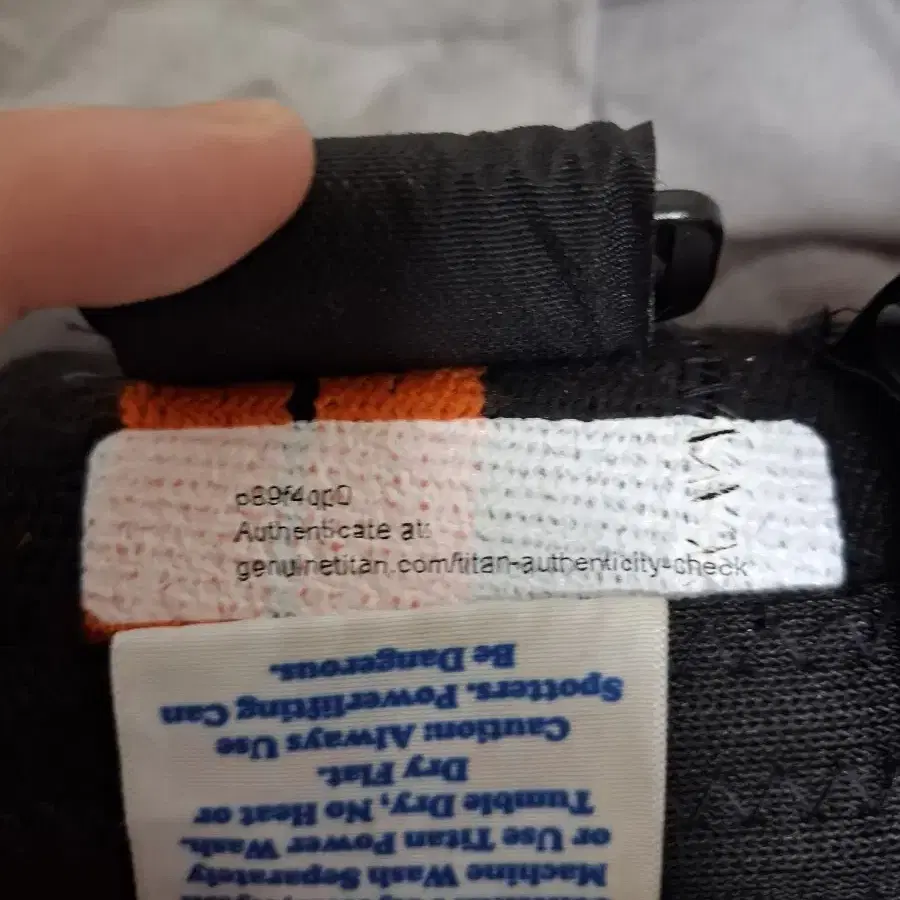 Authenticate at:
genuinetitan.com/titan-authenticity-check
Machine Wash Separately
or Use Titan Power Wash.
Tumble Dry, No Heat or
Dry Flat.
Caution: Always Use
Spotters. Powerlifting Can
Be Dangerous.